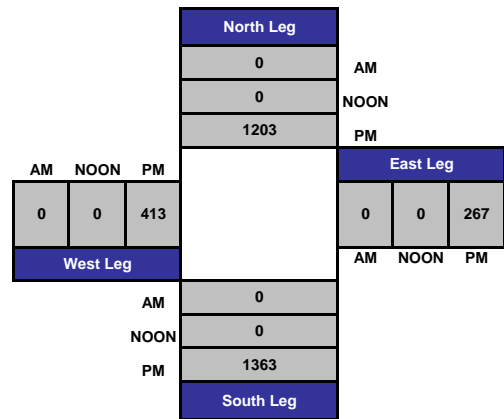 North Leg
0 AM
0 NOON
1203 PM
AM NOON PM
East Leg
0 0 413
0 0 267
West Leg
AM NOON PM
AM 0
NOON 0
PM 1363
South Leg